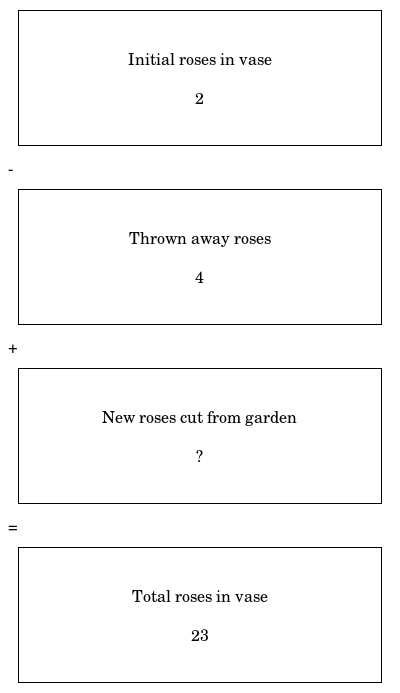 Initial roses in vase
2
-
Thrown away roses
4
+
New roses cut from garden
?
=
Total roses in vase
23